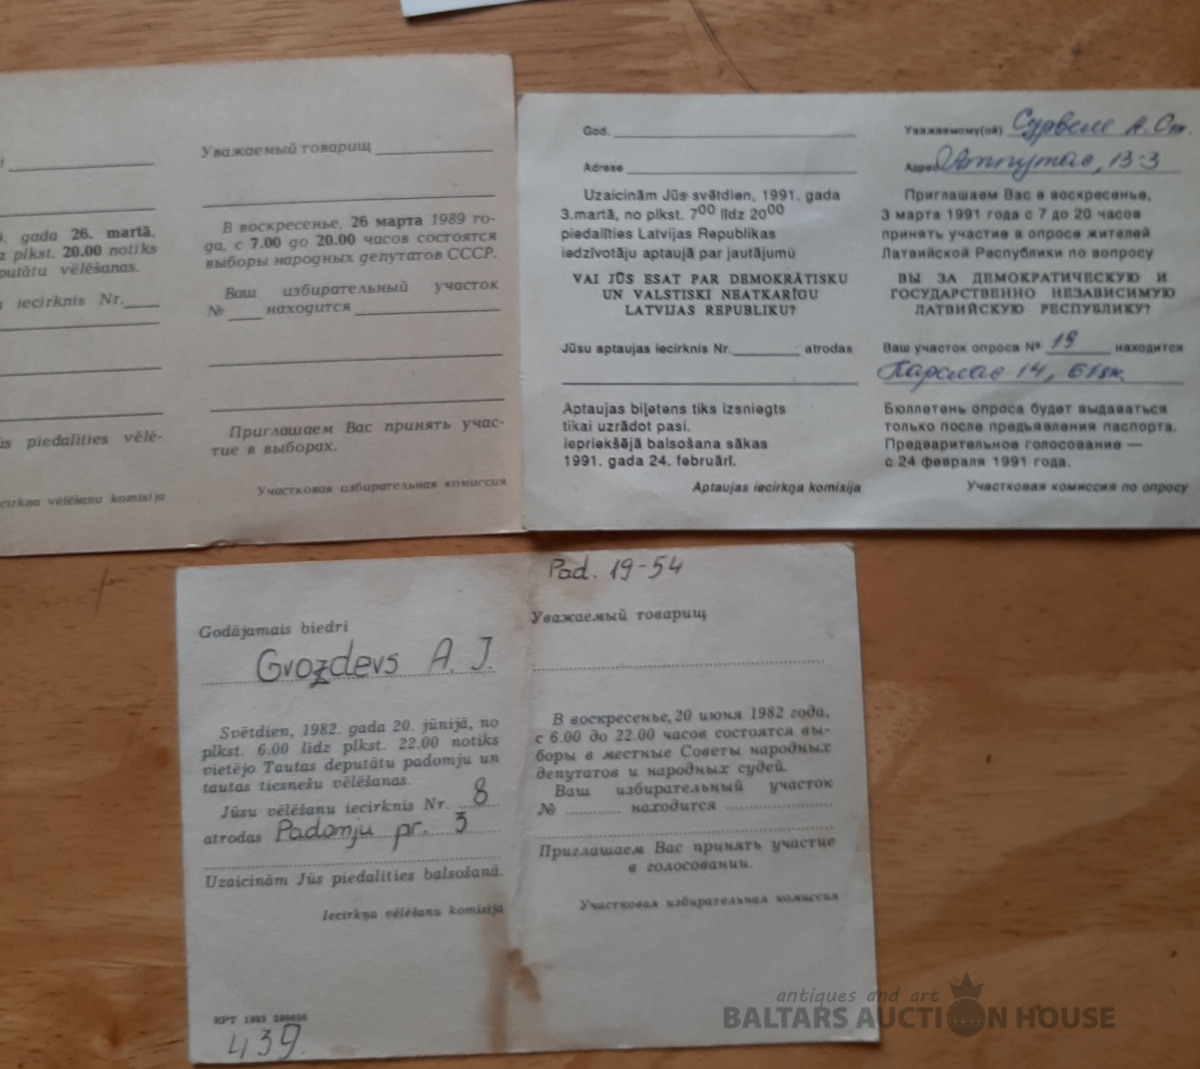 Уважаемый товарищ
9. gada 26. martā,
z plkst. 20.00 notiks
putātu vēlēšanas.
iecirknis Nr.
piedalīties vēlē-
vēlēšanu komisija
В воскресенье, 26 марта 1989 го-
да, с 7.00 до 20.00 часов состоятся
выборы народных депутатов СССР.
Ваш избирательный участок
№ находится
Приглашаем Вас принять учас-
тие в выборах.
Участковая избирательная комиссия
God.
Adrese
Uzaicinām Jūs svētdien, 1991. gada
3.martā, no plkst. 7⁰⁰ līdz 20⁰⁰
piedalīties Latvijas Republikas
iedzīvotāju aptaujā par jautājumu
VAI JŪS ESAT PAR DEMOKRĀTISKU
UN VALSTISKI NEATKARĪGU
LATVIJAS REPUBLIKU?
Jūsu aptaujas iecirknis Nr. atrodas
Aptaujas biļetens tiks izsniegts
tikai uzrādot pasi.
Iepriekšējā balsošana sākas
1991. gada 24. februārī.
Aptaujas iecirkņa komisija
Уважаемому(ой) Сурвеле А.Ст.
Адрес 13-3
Приглашаем Вас в воскресенье,
3 марта 1991 года с 7 до 20 часов
принять участие в опросе жителей
Латвийской Республики по вопросу
ВЫ ЗА ДЕМОКРАТИЧЕСКУЮ И
ГОСУДАРСТВЕННО НЕЗАВИСИМУЮ
ЛАТВИЙСКУЮ РЕСПУБЛИКУ?
Ваш участок опроса № 19 находится
Парслас 14,
Бюллетень опроса будет выдаваться
только после предъявления паспорта.
Предварительное голосование —
с 24 февраля 1991 года.
Участковая комиссия по опросу
Godājamais biedri
Gvozdevs A. J.
Svētdien, 1982. gada 20. jūnijā, no
plkst. 6.00 līdz plkst. 22.00 notiks
vietējo Tautas deputātu padomju un
tautas tiesnešu vēlēšanas.
Jūsu vēlēšanu iecirknis Nr. 8
atrodas Padomju pr. 3
Uzaicinām Jūs piedalīties balsošanā.
Iecirkņa vēlēšanu komisija
RPT 1982
439.
Pad. 19-54
Уважаемый товарищ
В воскресенье, 20 июня 1982 года,
с 6.00 до 22.00 часов состоятся вы-
боры в местные Советы народных
депутатов и народных судей.
Ваш избирательный участок
№ находится
Приглашаем Вас принять участие
в голосовании.
Участковая избирательная комиссия
antiques and art
BALTARS AUCTION HOUSE